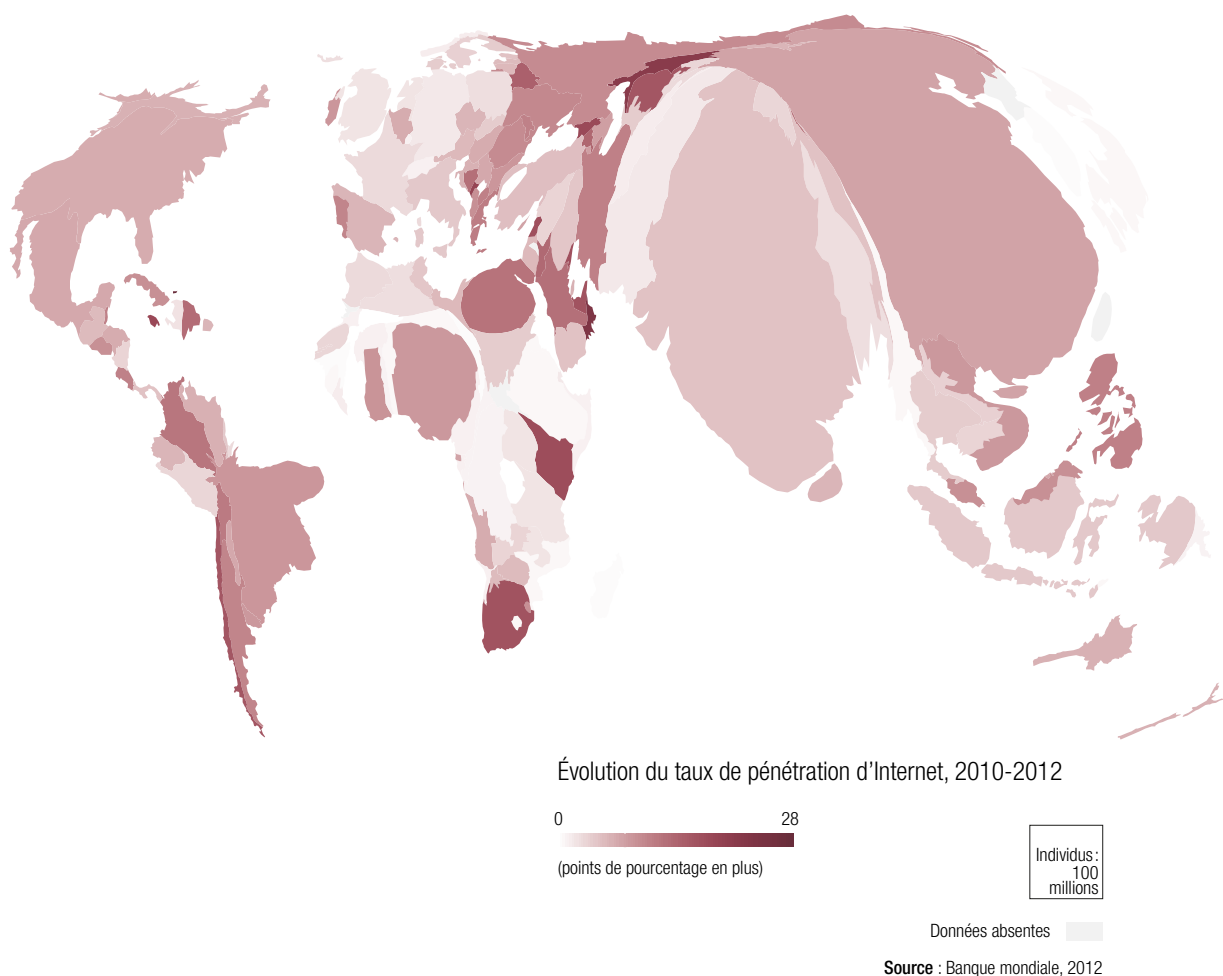 Évolution du taux de pénétration d’Internet, 2010-2012
0 28
(points de pourcentage en plus)
Individus :
100
millions
Données absentes
Source : Banque mondiale, 2012